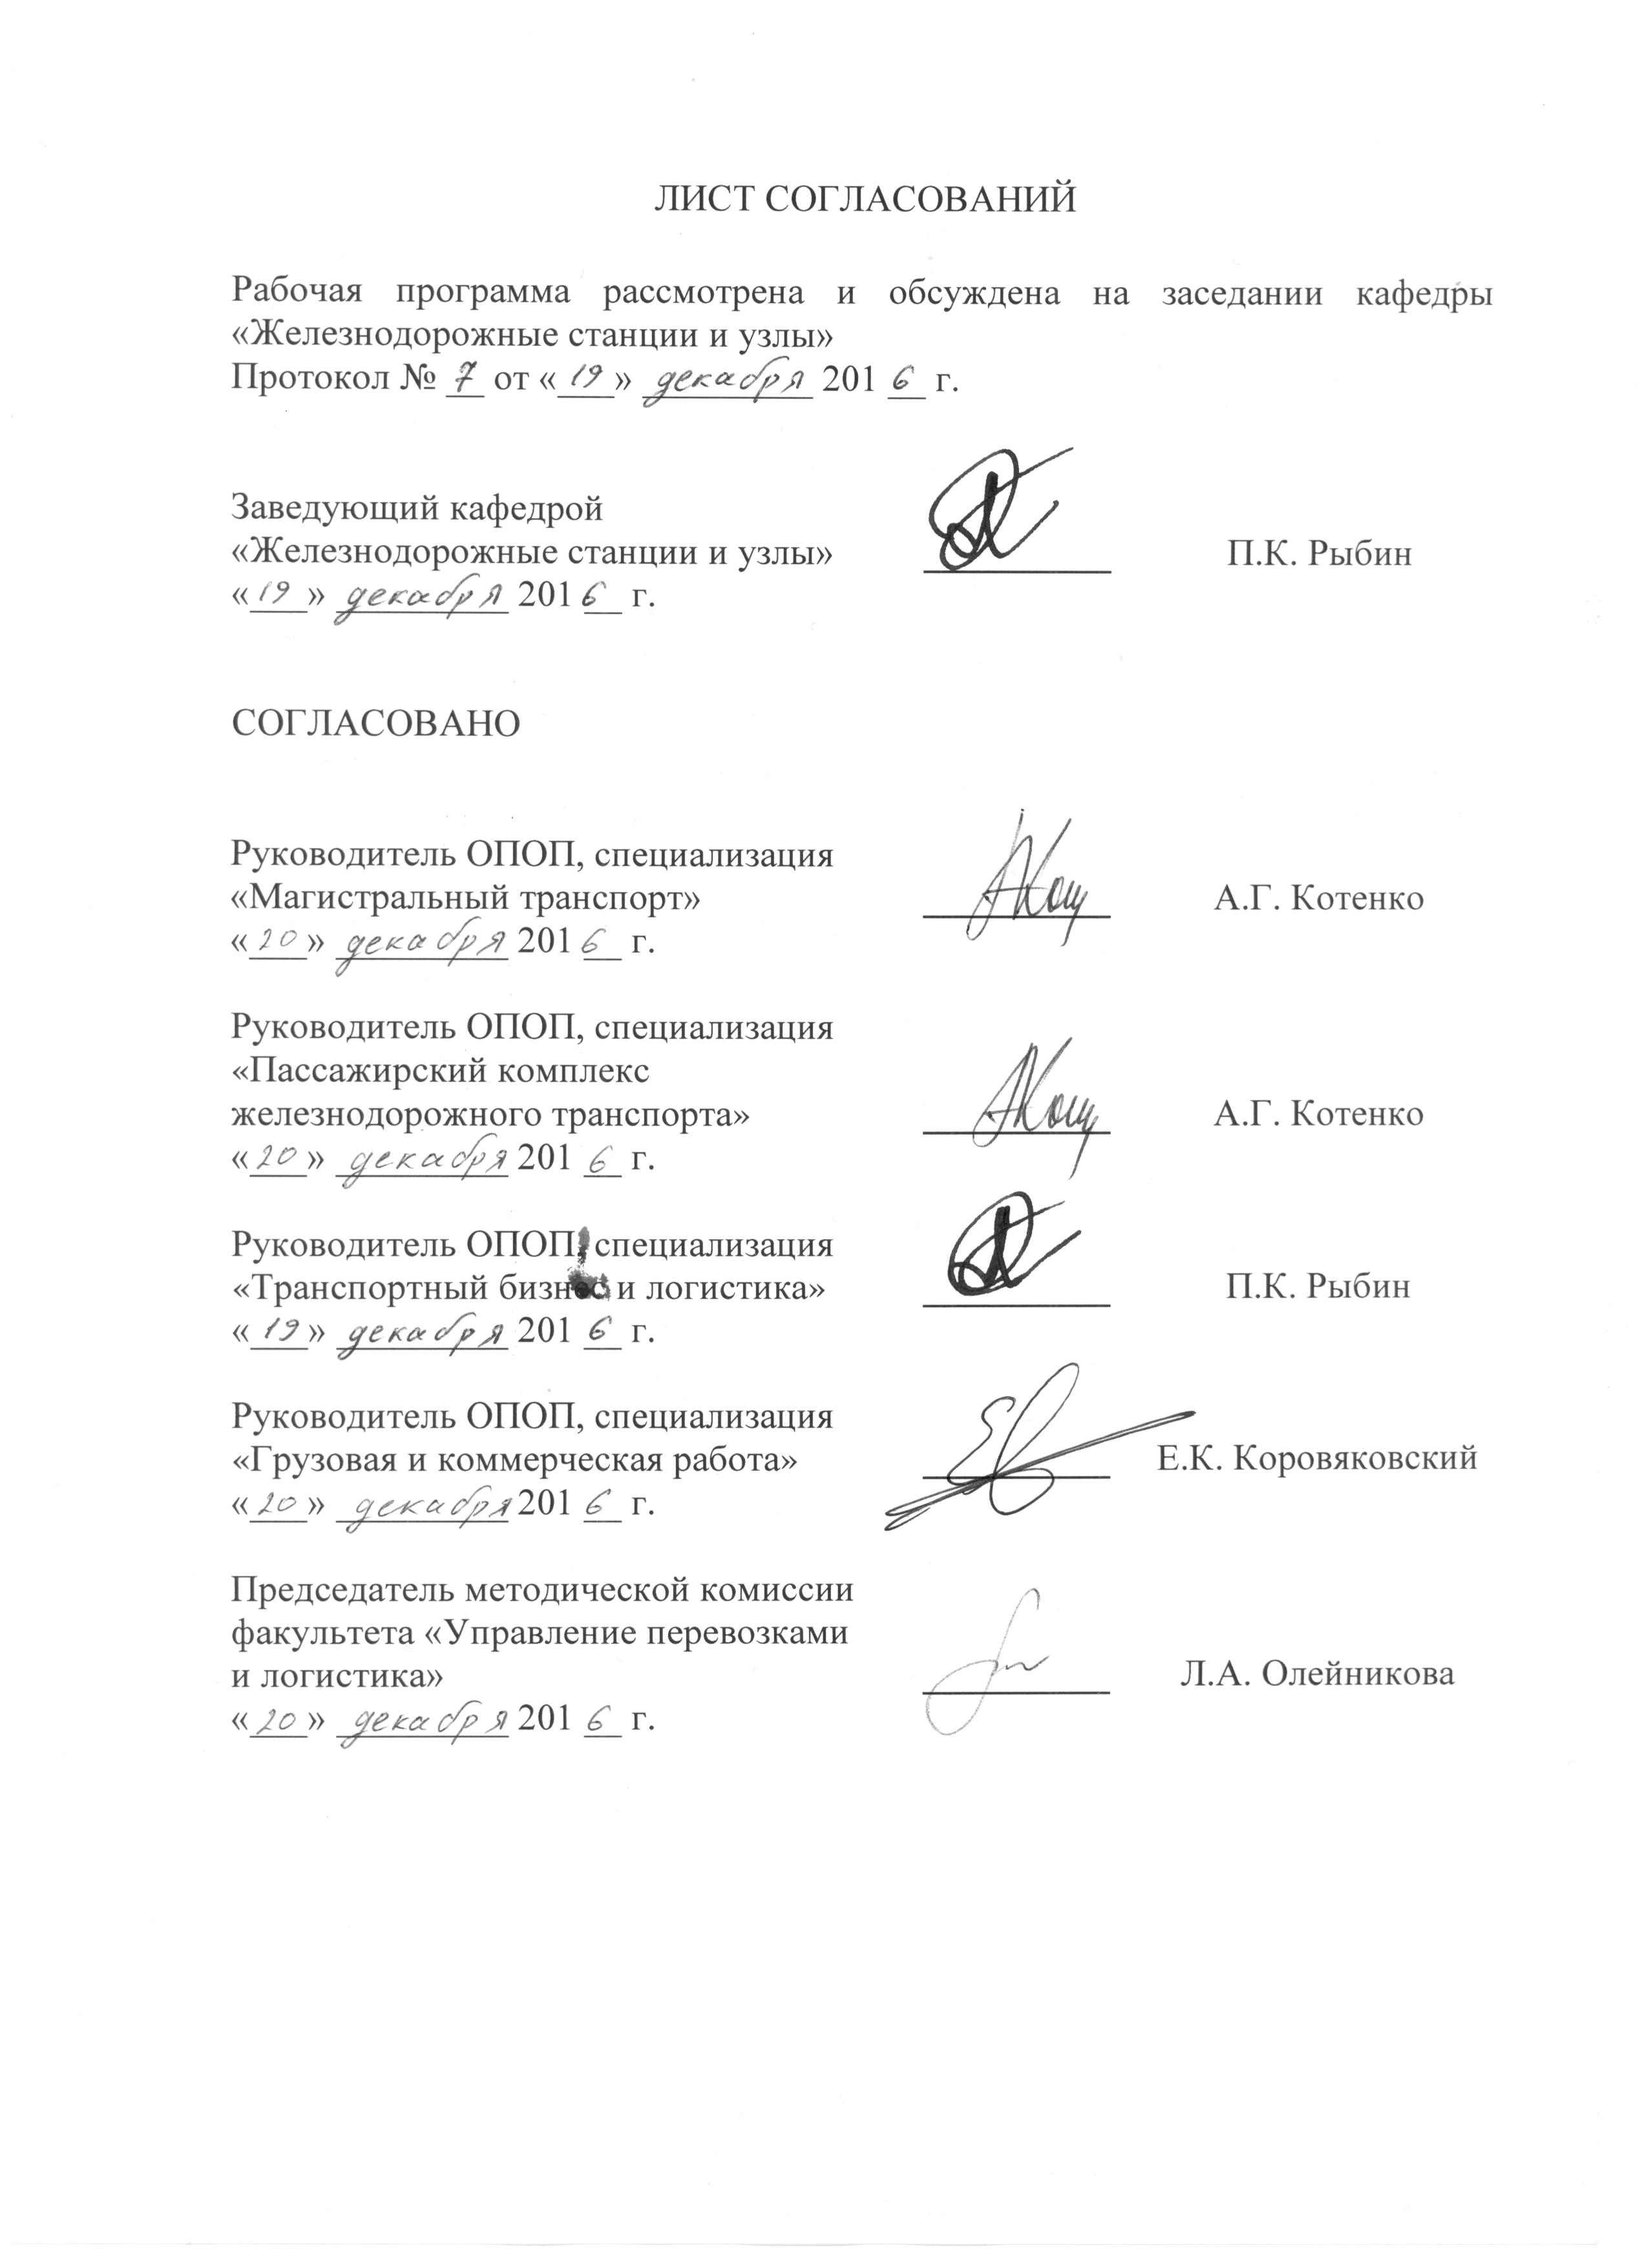 ЛИСТ СОГЛАСОВАНИЙ
Рабочая программа рассмотрена и обсуждена на заседании кафедры
«Железнодорожные станции и узлы»
Протокол № 7 от «19» декабря 2016 г.
Заведующий кафедрой
«Железнодорожные станции и узлы» П.К. Рыбин
«19» декабря 2016 г.
СОГЛАСОВАНО
Руководитель ОПОП, специализация
«Магистральный транспорт» А.Г. Котенко
«20» декабря 2016 г.
Руководитель ОПОП, специализация
«Пассажирский комплекс
железнодорожного транспорта» А.Г. Котенко
«20» декабря 2016 г.
Руководитель ОПОП, специализация
«Транспортный бизнес и логистика» П.К. Рыбин
«19» декабря 2016 г.
Руководитель ОПОП, специализация
«Грузовая и коммерческая работа» Е.К. Коровяковский
«20» декабря 2016 г.
Председатель методической комиссии
факультета «Управление перевозками
и логистика» Л.А. Олейникова
«20» декабря 2016 г.